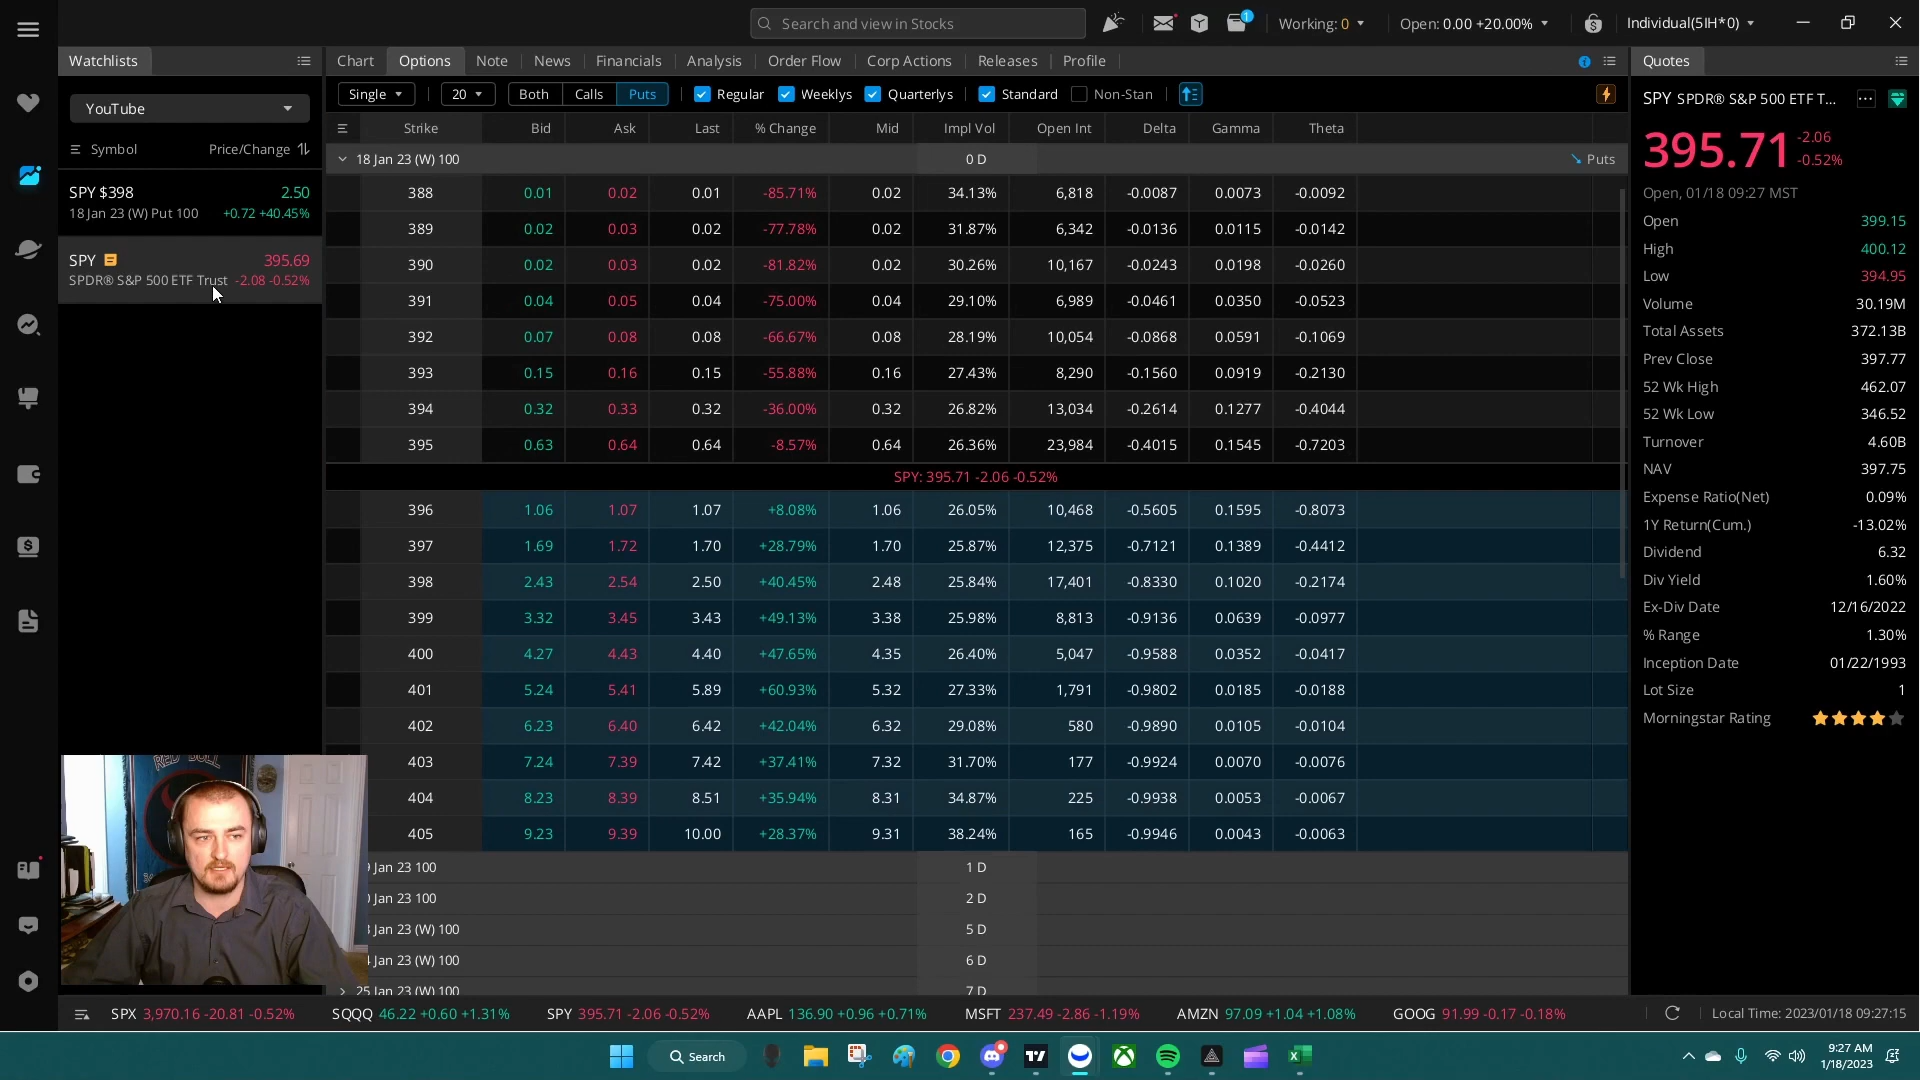 Search and view in Stocks
1
Working: 0
Open: 0.00 +20.00%
Individual(5IH*0)
Watchlists
Chart Options Note News Financials Analysis Order Flow Corp Actions Releases Profile
Quotes
YouTube
Single 20 Both Calls Puts Regular Weeklys Quarterlys Standard Non-Stan
SPY SPDR® S&P 500 ETF T...
Symbol Price/Change
Strike Bid Ask Last % Change Mid Impl Vol Open Int Delta Gamma Theta
395.71 -2.06
-0.52%
18 Jan 23 (W) 100 0 D Puts
SPY $398 2.50
18 Jan 23 (W) Put 100 +0.72 +40.45%
SPY 395.69
SPDR® S&P 500 ETF Trust -2.08 -0.52%
388 0.01 0.02 0.01 -85.71% 0.02 34.13% 6,818 -0.0087 0.0073 -0.0092
389 0.02 0.03 0.02 -77.78% 0.02 31.87% 6,342 -0.0136 0.0115 -0.0142
390 0.02 0.03 0.02 -81.82% 0.02 30.26% 10,167 -0.0243 0.0198 -0.0260
391 0.04 0.05 0.04 -75.00% 0.04 29.10% 6,989 -0.0461 0.0350 -0.0523
392 0.07 0.08 0.08 -66.67% 0.08 28.19% 10,054 -0.0868 0.0591 -0.1069
393 0.15 0.16 0.15 -55.88% 0.16 27.43% 8,290 -0.1560 0.0919 -0.2130
394 0.32 0.33 0.32 -36.00% 0.32 26.82% 13,034 -0.2614 0.1277 -0.4044
395 0.63 0.64 0.64 -8.57% 0.64 26.36% 23,984 -0.4015 0.1545 -0.7203
SPY: 395.71 -2.06 -0.52%
396 1.06 1.07 1.07 +8.08% 1.06 26.05% 10,468 -0.5605 0.1595 -0.8073
397 1.69 1.72 1.70 +28.79% 1.70 25.87% 12,375 -0.7121 0.1389 -0.4412
398 2.43 2.54 2.50 +40.45% 2.48 25.84% 17,401 -0.8330 0.1020 -0.2174
399 3.32 3.45 3.43 +49.13% 3.38 25.98% 8,813 -0.9136 0.0639 -0.0977
400 4.27 4.43 4.40 +47.65% 4.35 26.40% 5,047 -0.9588 0.0352 -0.0417
401 5.24 5.41 5.89 +60.93% 5.32 27.33% 1,791 -0.9802 0.0185 -0.0188
402 6.23 6.40 6.42 +42.04% 6.32 29.08% 580 -0.9890 0.0105 -0.0104
403 7.24 7.39 7.42 +37.41% 7.32 31.70% 177 -0.9924 0.0070 -0.0076
404 8.23 8.39 8.51 +35.94% 8.31 34.87% 225 -0.9938 0.0053 -0.0067
405 9.23 9.39 10.00 +28.37% 9.31 38.24% 165 -0.9946 0.0043 -0.0063
Jan 23 100 1 D
Jan 23 100 2 D
Jan 23 (W) 100 5 D
Jan 23 (W) 100 6 D
25 Jan 23 (W) 100 7 D
Open, 01/18 09:27 MST
Open 399.15
High 400.12
Low 394.95
Volume 30.19M
Total Assets 372.13B
Prev Close 397.77
52 Wk High 462.07
52 Wk Low 346.52
Turnover 4.60B
NAV 397.75
Expense Ratio(Net) 0.09%
1Y Return(Cum.) -13.02%
Dividend 6.32
Div Yield 1.60%
Ex-Div Date 12/16/2022
% Range 1.30%
Inception Date 01/22/1993
Lot Size 1
Morningstar Rating
RED BULL
SPX 3,970.16 -20.81 -0.52% SQQQ 46.22 +0.60 +1.31% SPY 395.71 -2.06 -0.52% AAPL 136.90 +0.96 +0.71% MSFT 237.49 -2.86 -1.19% AMZN 97.09 +1.04 +1.08% GOOG 91.99 -0.17 -0.18% Local Time: 2023/01/18 09:27:15
Search
9:27 AM
1/18/2023